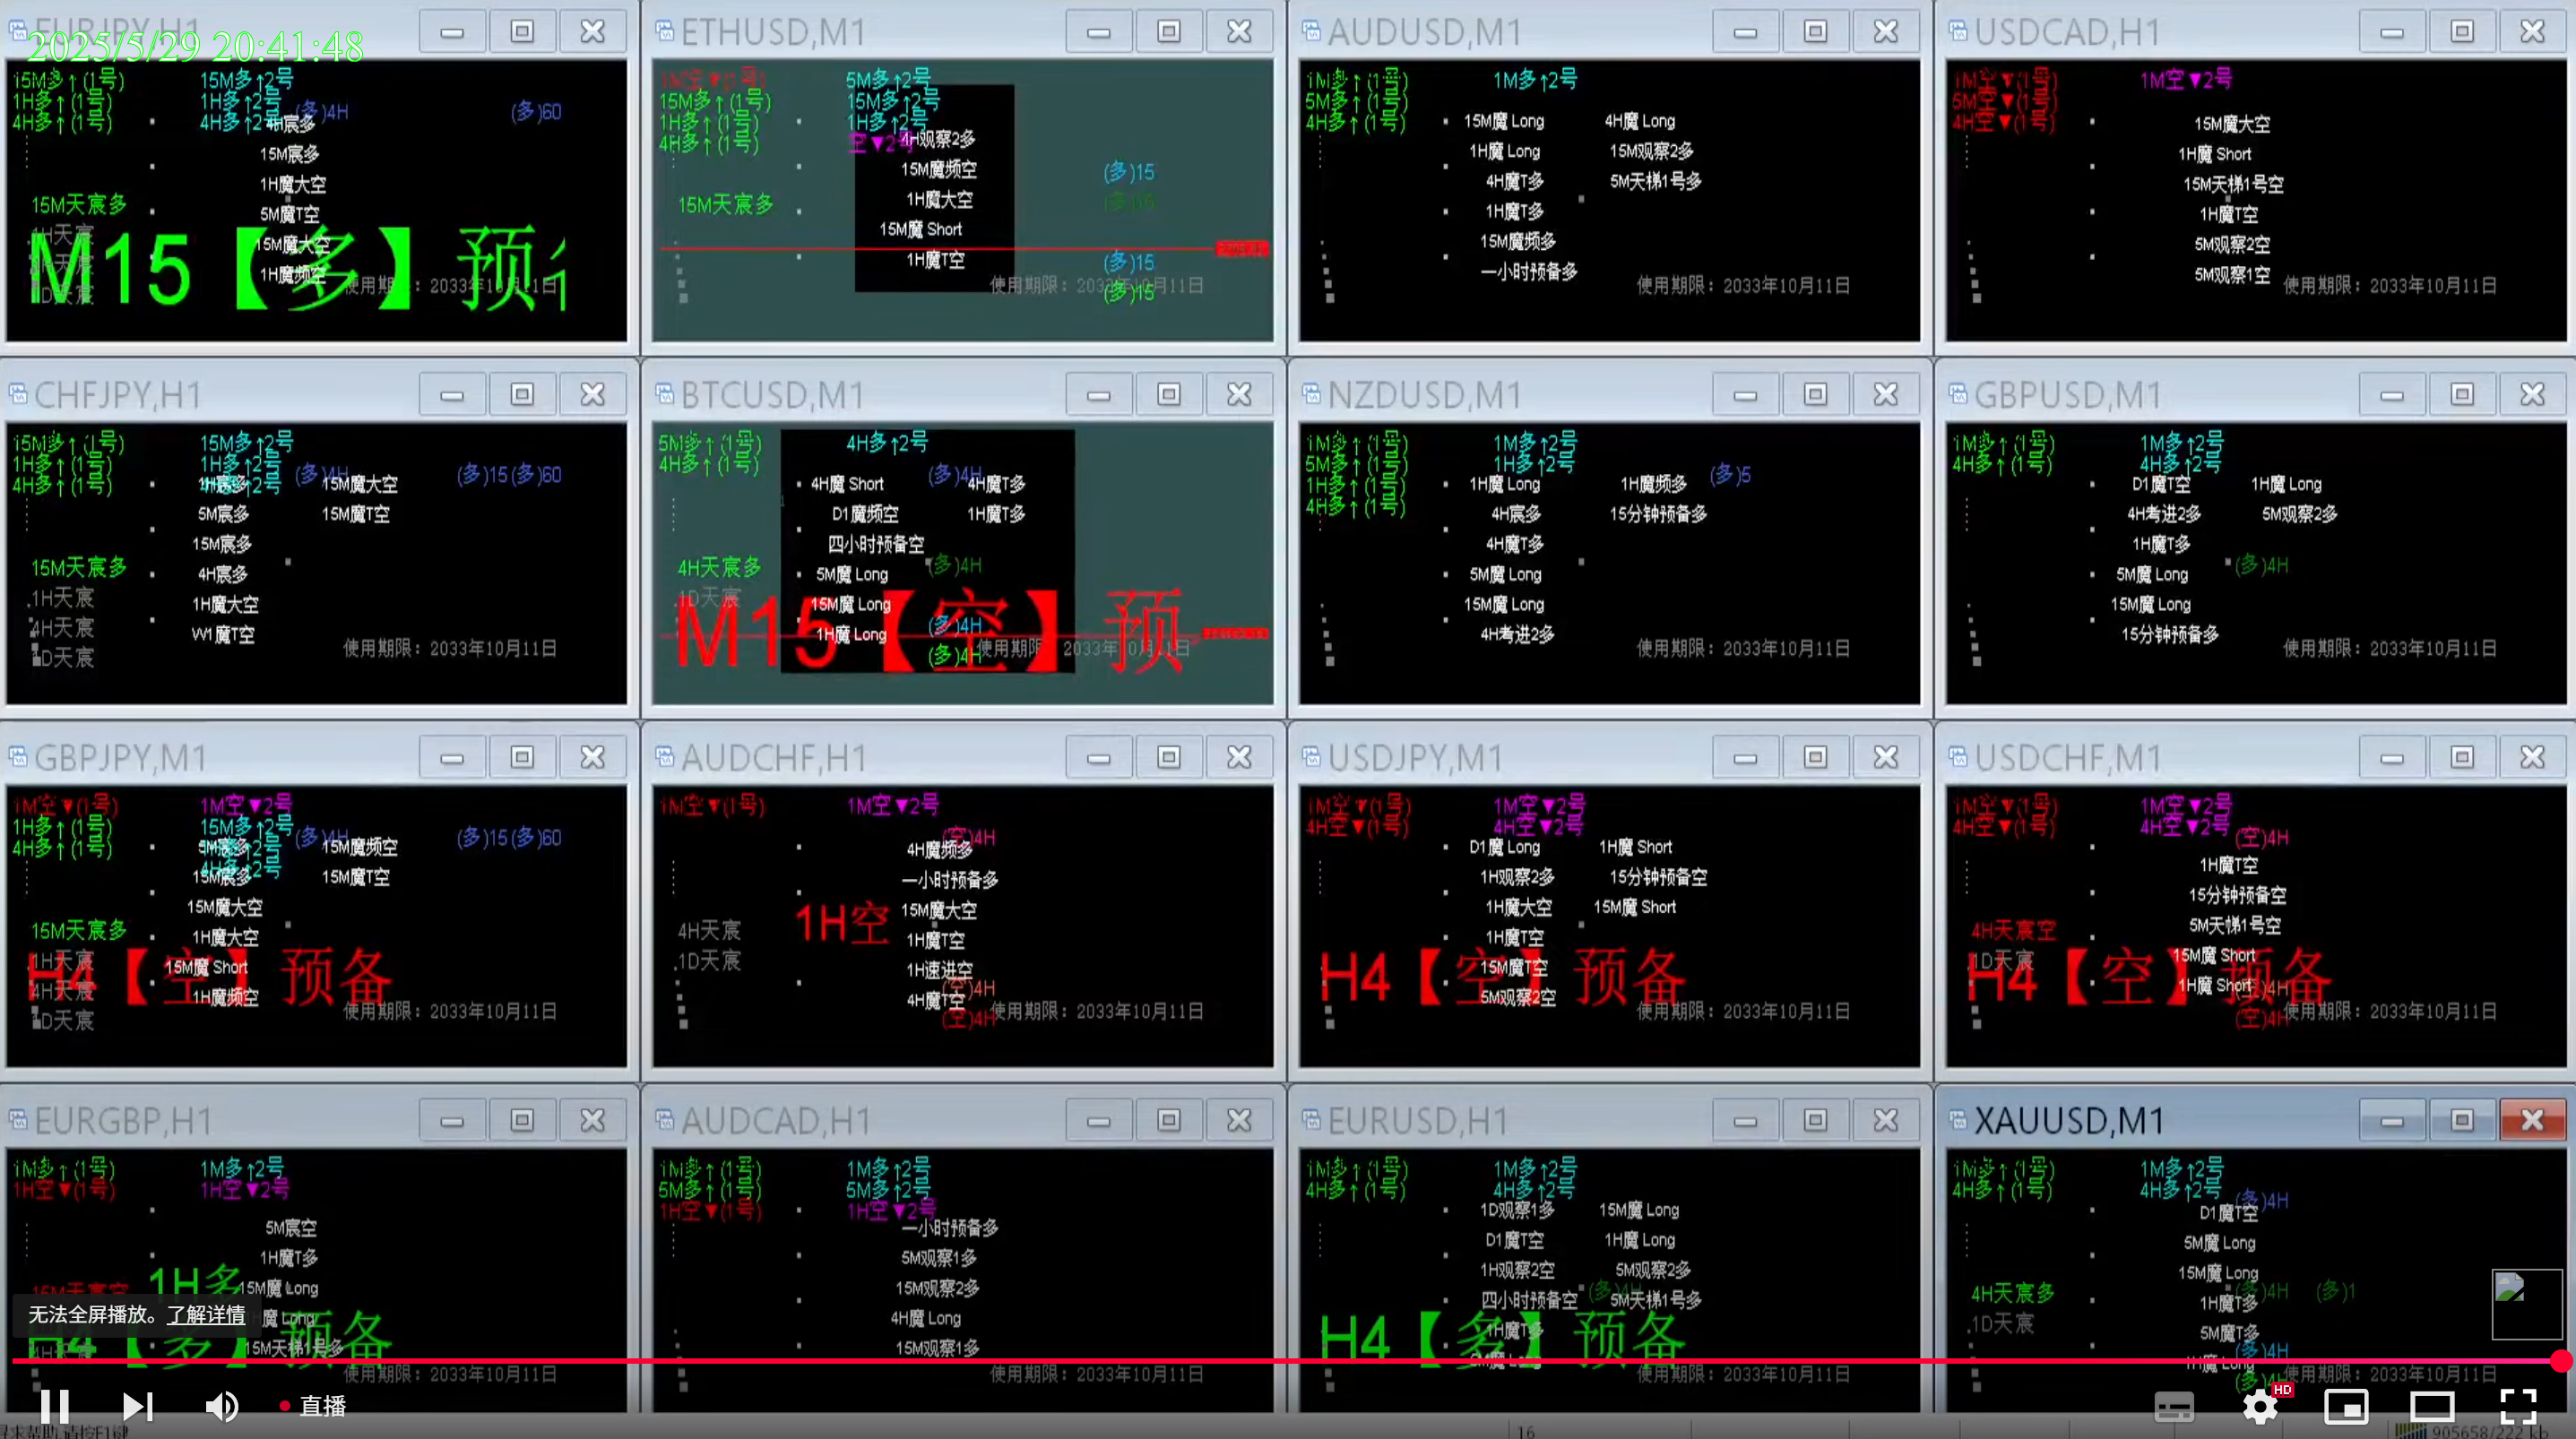 EURJPY,H1
2025/5/29 20:41:48
15M多↑(1号) 15M多↑2号
1H多↑(1号) 1H多↑2号 (多)4H (多)60
4H多↑(1号) 4H多↑2号
4H宸多
15M宸多
1H魔大空
15M天宸多
5M魔T空
1H天宸
15M魔大空
M15【多】预
1H魔频空
使用期限：2033年10月11日
ETHUSD,M1
1M空▼(1号) 5M多↑2号
15M多↑(1号) 15M多↑2号
1H多↑(1号) 1H多↑2号
4H多↑(1号) 空▼2号
4H观察2多
15M魔频空 (多)15
1H魔大空
15M天宸多
15M魔 Short
1H魔T空 (多)15
使用期限：2033年10月11日
(多)15
AUDUSD,M1
1M多↑(1号) 1M多↑2号
5M多↑(1号)
4H多↑(1号)
15M魔 Long 4H魔 Long
1H魔 Long 15M观察2多
4H魔T多 5M天梯1号多
1H魔T多
15M魔频多
一小时预备多
使用期限：2033年10月11日
USDCAD,H1
1M空▼(1号) 1M空▼2号
5M空▼(1号)
4H空▼(1号)
15M魔大空
1H魔 Short
15M天梯1号空
1H魔T空
5M观察2空
5M观察1空
使用期限：2033年10月11日
CHFJPY,H1
15M多↑(1号) 15M多↑2号
1H多↑(1号) 1H多↑2号 (多)4H (多)15 (多)60
4H多↑(1号) 4H多↑2号
1H宸多 15M魔大空
5M宸多 15M魔T空
15M宸多
15M天宸多 4H宸多
1H天宸 1H魔大空
4H天宸 W1魔T空
1D天宸
使用期限：2033年10月11日
BTCUSD,M1
5M多↑(1号) 4H多↑2号
4H多↑(1号) (多)4H
4H魔 Short 4H魔T多
D1魔频空 1H魔T多
四小时预备空
4H天宸多 5M魔 Long (多)4H
1D天宸
15M魔 Long
1H魔 Long (多)4H
M15【空】预
(多)4H
使用期限 2033年10月11日
NZDUSD,M1
1M多↑(1号) 1M多↑2号
5M多↑(1号) 1H多↑2号
1H多↑(1号) (多)5
4H多↑(1号)
1H魔 Long 1H魔频多
4H宸多 15分钟预备多
4H魔T多
5M魔 Long
15M魔 Long
4H考进2多
使用期限：2033年10月11日
GBPUSD,M1
1M多↑(1号) 1M多↑2号
4H多↑(1号) 4H多↑2号
D1魔T空 1H魔 Long
4H考进2多 5M观察2多
1H魔T多
(多)4H
5M魔 Long
15M魔 Long
15分钟预备多
使用期限：2033年10月11日
GBPJPY,M1
1M空▼(1号) 1M空▼2号
1H多↑(1号) 15M多↑2号 (多)4H (多)15 (多)60
4H多↑(1号)
5M宸多 15M魔频空
15M宸多 15M魔T空
15M魔大空
15M天宸多 1H魔大空
1H天宸 15M魔 Short
4H天宸 1H魔频空
H4【空】预备
1D天宸
使用期限：2033年10月11日
AUDCHF,H1
1M空▼(1号) 1M空▼2号
(空)4H
4H魔频多
一小时预备多
1H空 15M魔大空
4H天宸 1H魔T空
1D天宸 1H速进空
(空)4H
4H魔T空
(空)4H
使用期限：2033年10月11日
USDJPY,M1
1M空▼(1号) 1M空▼2号
4H空▼(1号) 4H空▼2号
D1魔 Long 1H魔 Short
1H观察2多 15分钟预备空
1H魔大空 15M魔 Short
1H魔T空
15M魔T空
H4【空】预备
5M观察2空
使用期限：2033年10月11日
USDCHF,M1
1M空▼(1号) 1M空▼2号
4H空▼(1号) 4H空▼2号
(空)4H
1H魔T空
15分钟预备空
4H天宸空 5M天梯1号空
1D天宸 15M魔 Short
H4【空】预备
1H魔 Short
(空)4H
使用期限：2033年10月11日
EURGBP,H1
1M多↑(1号) 1M多↑2号
1H空▼(1号) 1H空▼2号
5M宸空
1H魔T多
15M天宸空 1H多 15M魔 Long
无法全屏播放。了解详情
魔 Long
H4【多】预备
15M天梯1号多
使用期限：2033年10月11日
AUDCAD,H1
1M多↑(1号) 1M多↑2号
5M多↑(1号) 5M多↑2号
1H空▼(1号) 1H空▼2号
一小时预备多
5M观察1多
15M观察2多
4H魔 Long
15M观察1多
使用期限：2033年10月11日
EURUSD,H1
1M多↑(1号) 1M多↑2号
4H多↑(1号) 4H多↑2号
1D观察1多 15M魔 Long
D1魔T空 1H魔 Long
1H观察2空 5M观察2多
四小时预备空 5M天梯1号多
H4【多】预备
1H魔T多
使用期限：2033年10月11日
XAUUSD,M1
1M多↑(1号) 1M多↑2号
4H多↑(1号) 4H多↑2号 (多)4H
D1魔T空
5M魔 Long
15M魔 Long
4H天宸多 1H魔T多 (多)4H (多)1
1D天宸 5M魔T多
(多)4H
1H魔 Long
使用期限：2033年10月11日
直播
HD
16
905658/222 kb